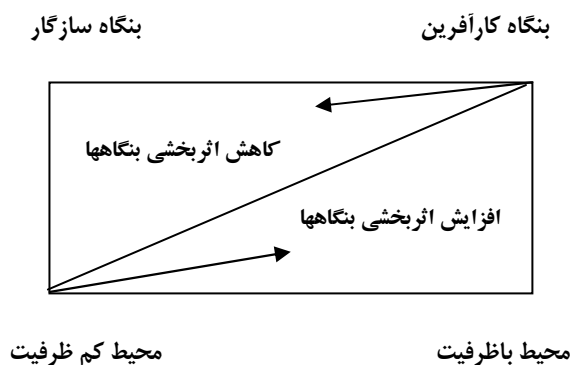 بنگاه کارآفرین
بنگاه سازگار
کاهش اثربخشی بنگاهها
افزایش اثربخشی بنگاهها
محیط باظرفیت
محیط کم ظرفیت